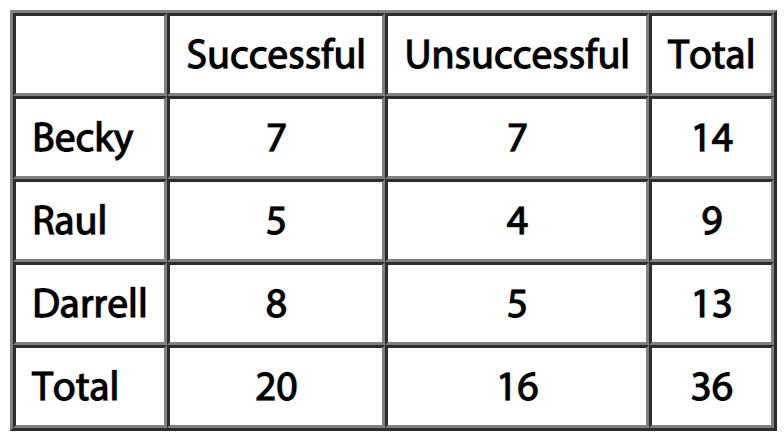 Successful Unsuccessful Total
Becky 7 7 14
Raul 5 4 9
Darrell 8 5 13
Total 20 16 36